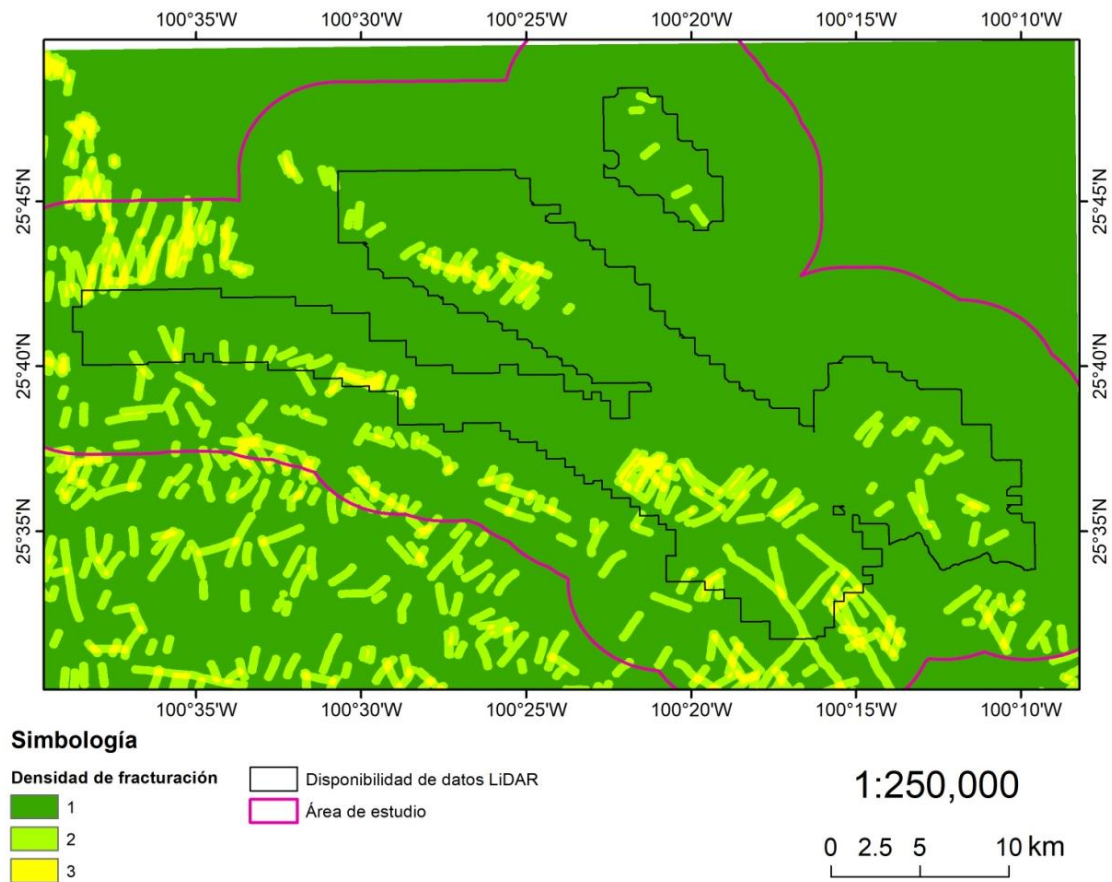 100°35'W 100°30'W 100°25'W 100°20'W 100°15'W 100°10'W
25°45'N 25°45'N
25°40'N 25°40'N
25°35'N 25°35'N
100°35'W 100°30'W 100°25'W 100°20'W 100°15'W 100°10'W
Simbología
Densidad de fracturación
1
2
3
Disponibilidad de datos LiDAR
Área de estudio
1:250,000
0 2.5 5 10 km